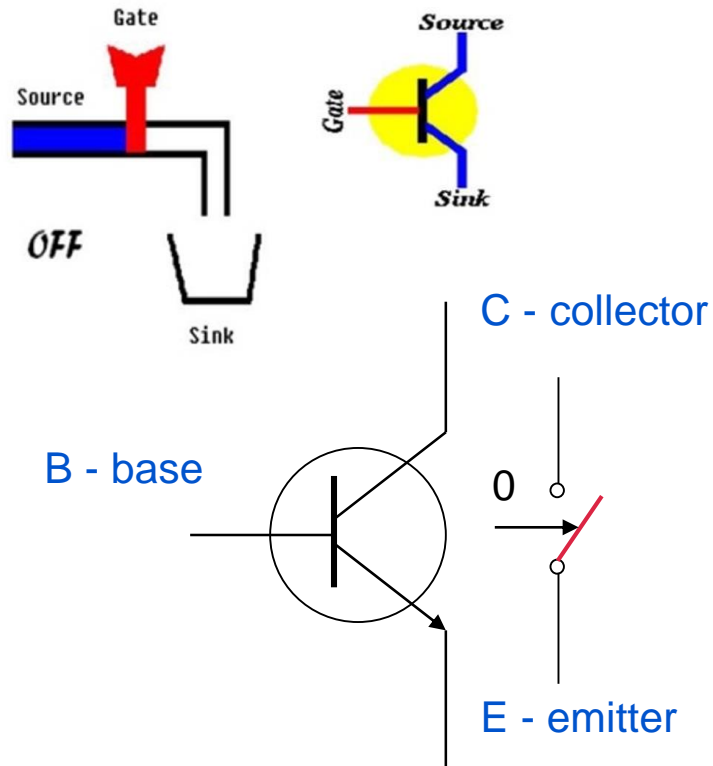 Gate
Source
OFF
Sink
Source
Gate
Sink
C - collector
B - base
0
E - emitter